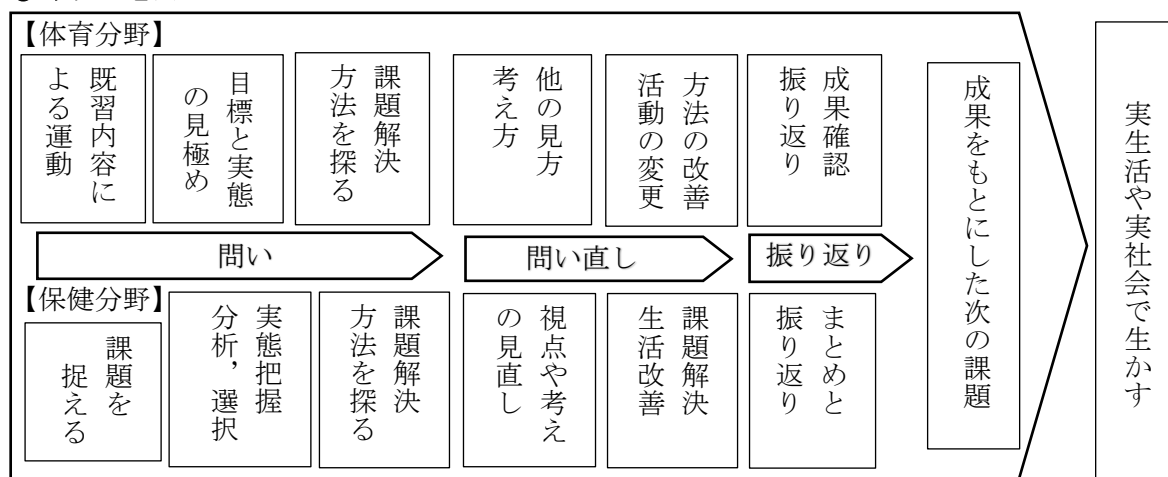 【体育分野】
既習内容に
よる運動
目標と実態
の見極め
課題解決
方法を探る
他の見方
考え方
方法の改善
活動の変更
成果確認
振り返り
問い
問い直し
振り返り
【保健分野】
課題を
捉える
実態把握
分析，選択
課題解決
方法を探る
視点や考え
の見直し
課題解決
生活改善
まとめと
振り返り
成果をもとにした次の課題
実生活や実社会で生かす